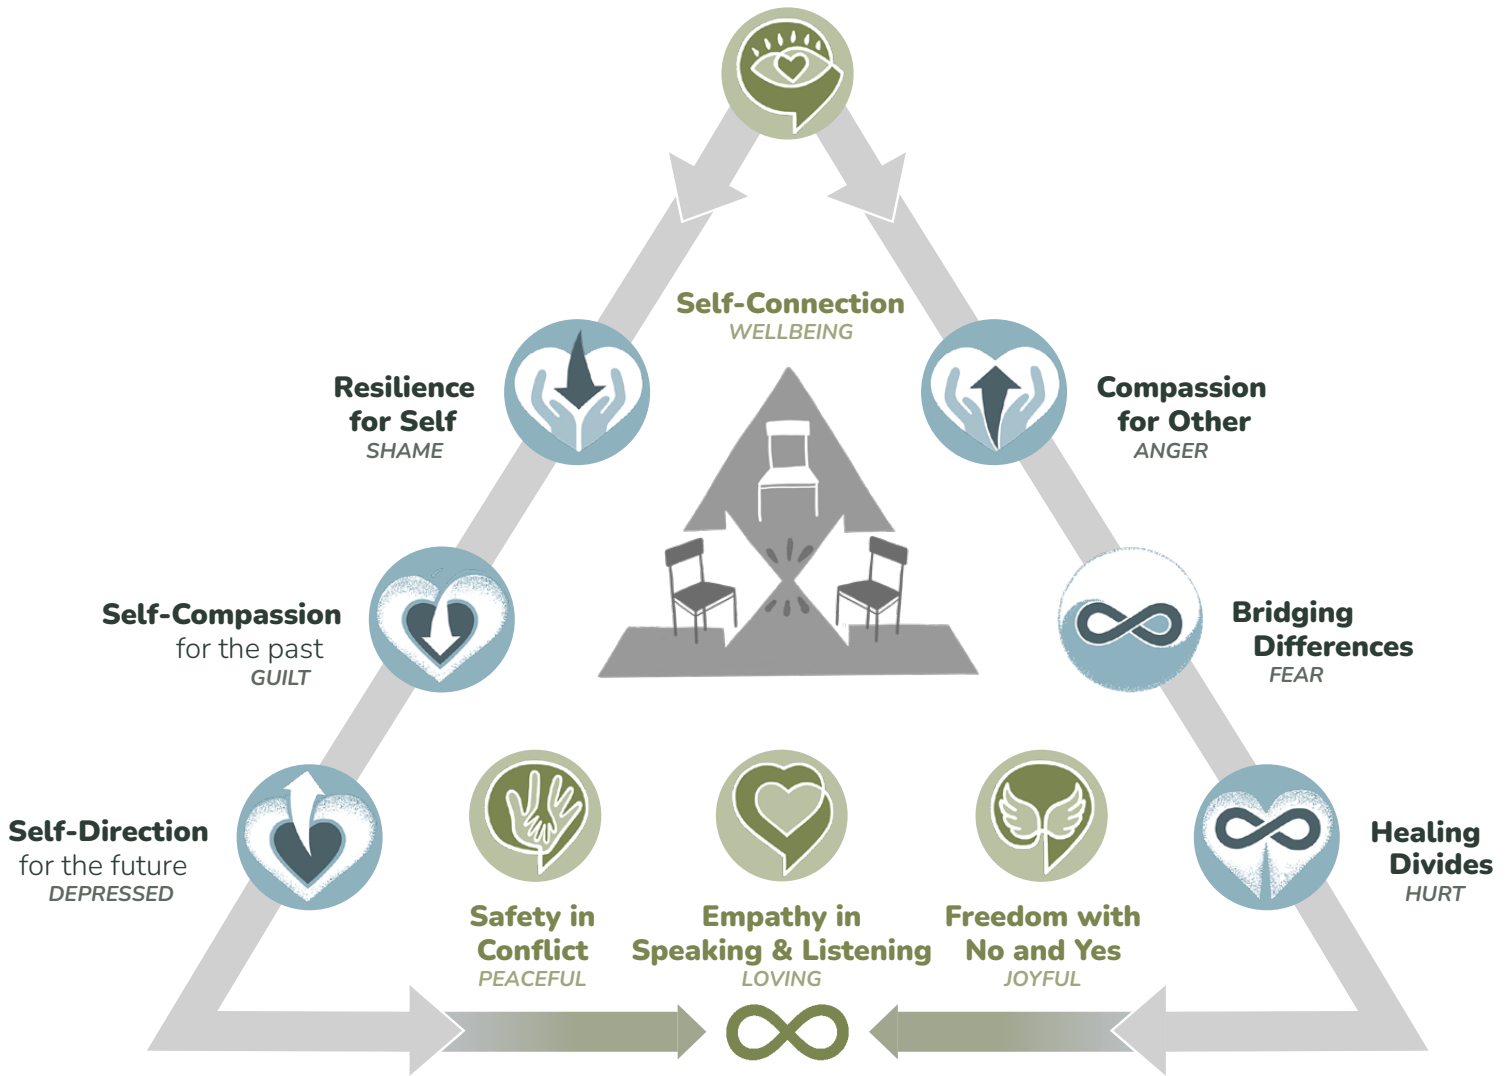 Self-Connection
WELLBEING
Resilience
for Self
SHAME
Compassion
for Other
ANGER
Self-Compassion
for the past
GUILT
Bridging
Differences
FEAR
Self-Direction
for the future
DEPRESSED
Healing
Divides
HURT
Safety in
Conflict
PEACEFUL
Empathy in
Speaking & Listening
LOVING
Freedom with
No and Yes
JOYFUL